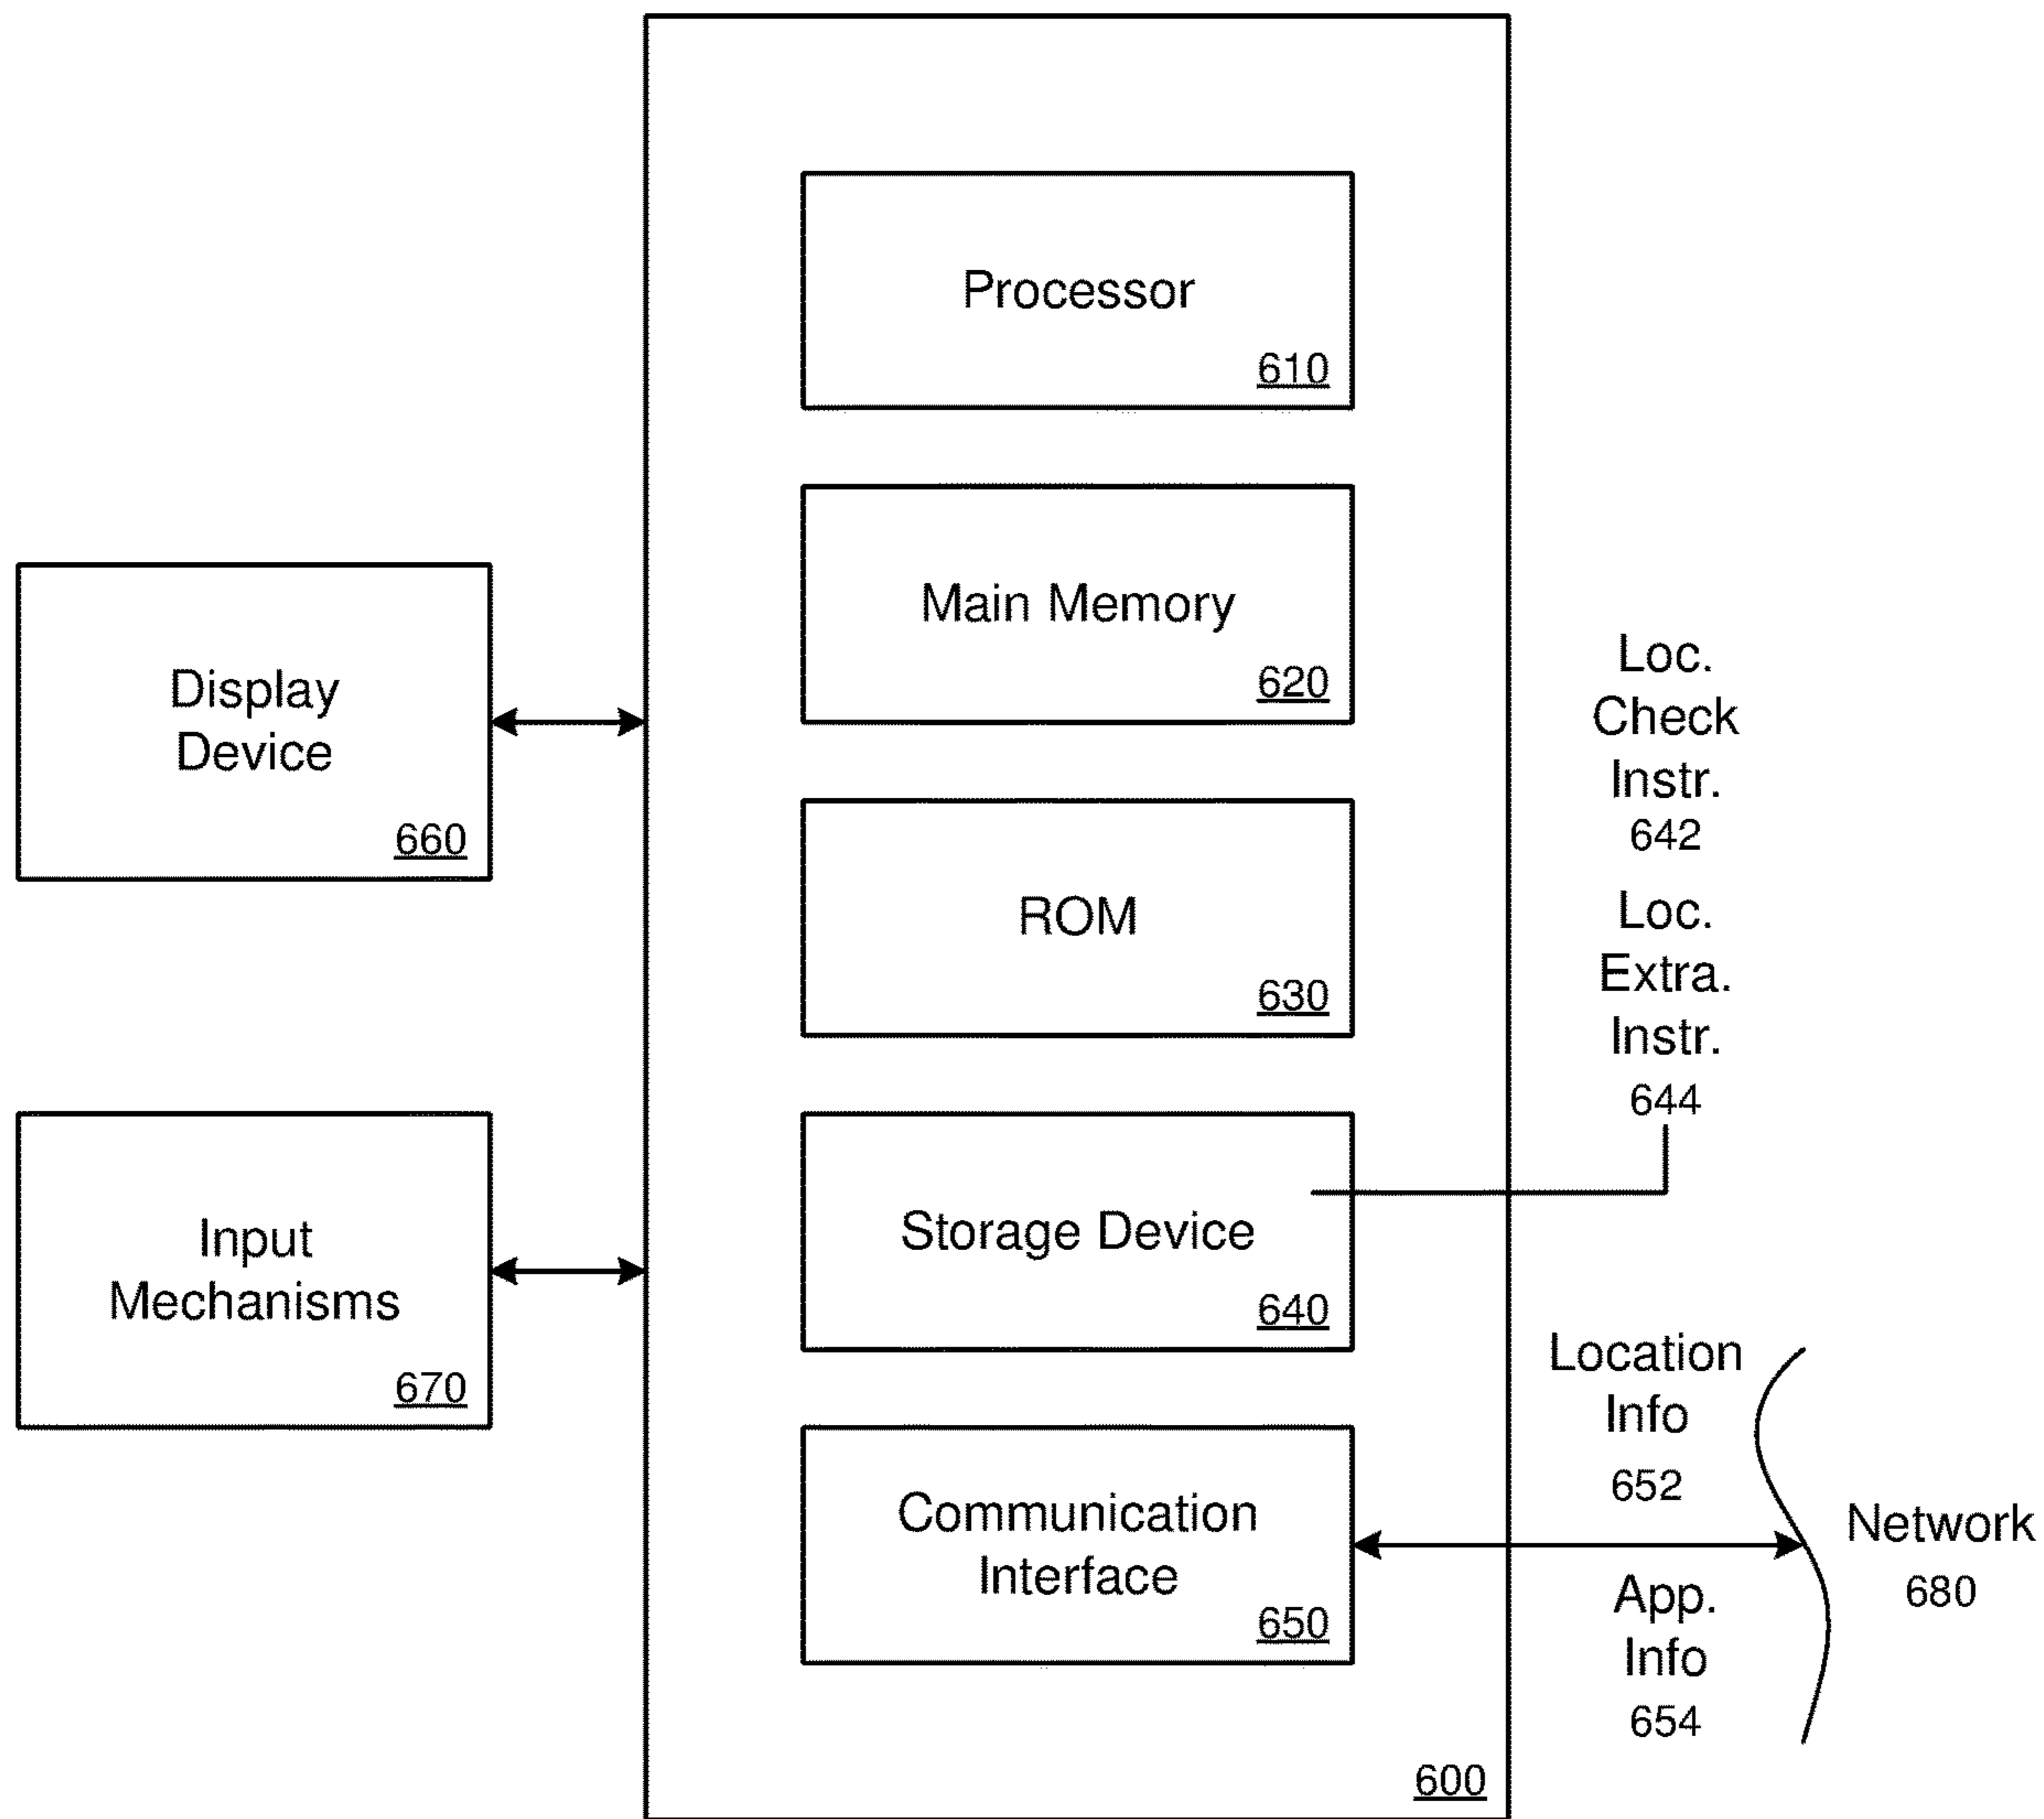 Processor
610
Main Memory
620
ROM
630
Storage Device
640
Communication
Interface
650
600
Display
Device
660
Input
Mechanisms
670
Loc.
Check
Instr.
642
Loc.
Extra.
Instr.
644
Location
Info
652
App.
Info
654
Network
680